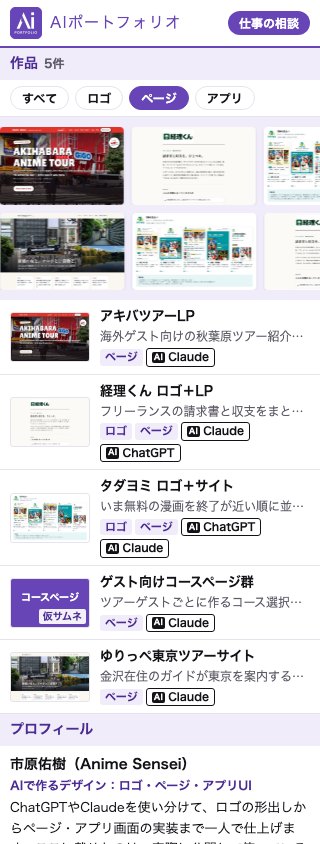 Ai
PORTFOLIO
AIポートフォリオ
仕事の相談
作品 5件
すべて
ロゴ
ページ
アプリ
AKIHABARA
ANIME TOUR
GIGO
経理くん
アキバツアーLP
海外ゲスト向けの秋葉原ツアー紹介…
ページ
AI Claude
経理くん ロゴ+LP
フリーランスの請求書と収支をまと…
ロゴ ページ AI Claude
AI ChatGPT
タダヨミ ロゴ+サイト
いま無料の漫画を終了が近い順に並…
ロゴ ページ AI ChatGPT
AI Claude
コースページ
仮サムネ
ゲスト向けコースページ群
ツアーゲストごとに作るコース選択…
ページ AI Claude
ゆりっぺ東京ツアーサイト
金沢在住のガイドが東京を案内する…
ページ AI Claude
プロフィール
市原佑樹（Anime Sensei）
AIで作るデザイン：ロゴ・ページ・アプリUI
ChatGPTやClaudeを使い分けて、ロゴの形出しか
らページ・アプリ画面の実装まで一人で仕上げま